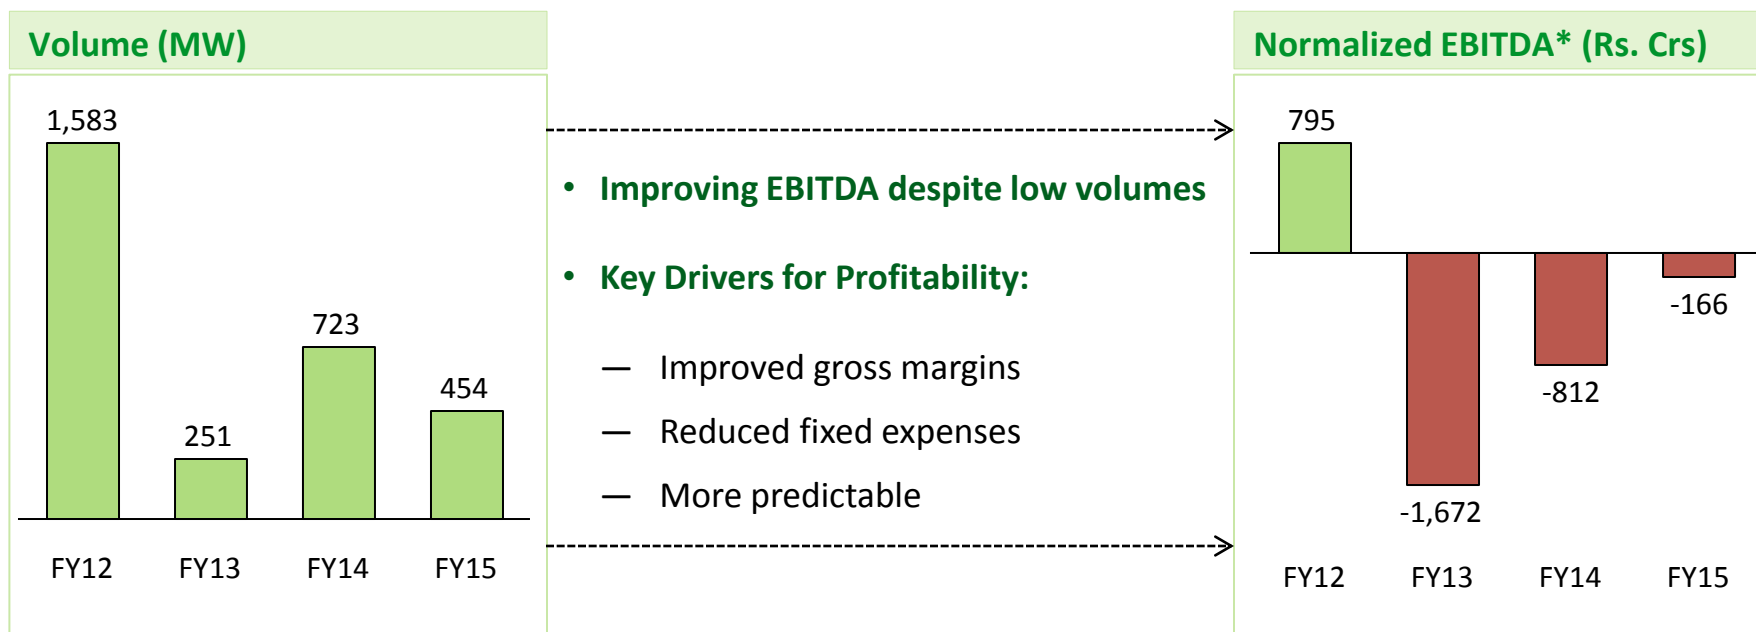 Volume (MW)
1,583
251
723
454
FY12 FY13 FY14 FY15
• Improving EBITDA despite low volumes
• Key Drivers for Profitability:
— Improved gross margins
— Reduced fixed expenses
— More predictable
Normalized EBITDA* (Rs. Crs)
795
-1,672
-812
-166
FY12 FY13 FY14 FY15